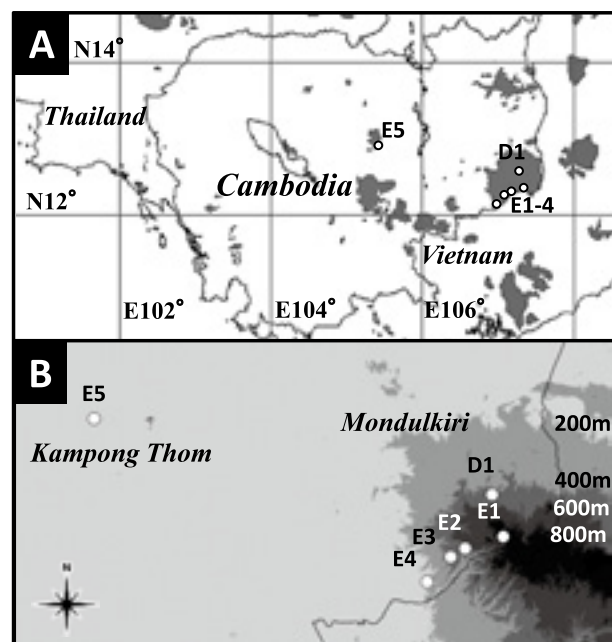 A
N14°
Thailand
E5
D1
Cambodia
N12°
E1-4
Vietnam
E102°
E104°
E106°
B
E5
Mondulkiri
200m
Kampong Thom
D1
400m
E1
600m
E2
E3
800m
E4
N